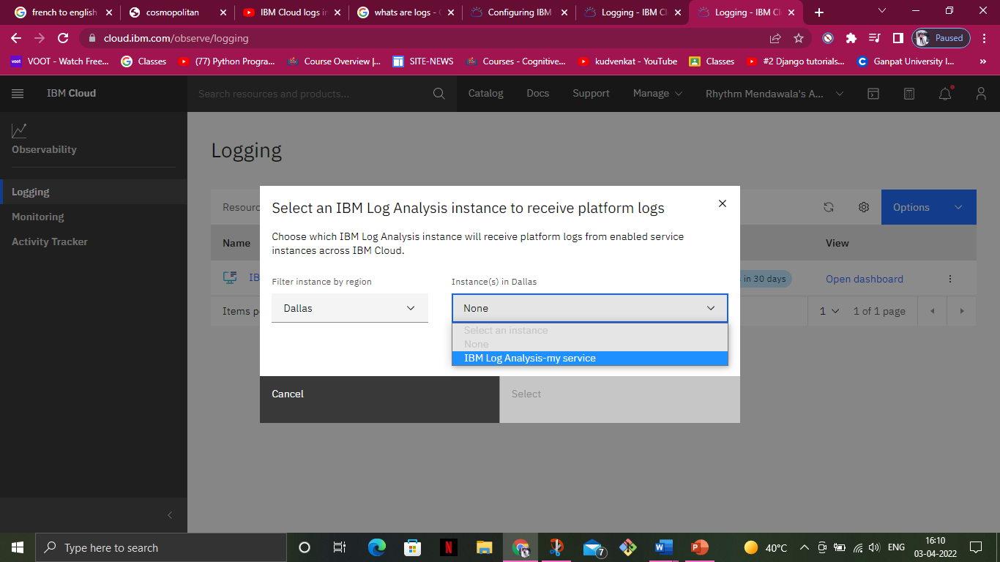 french to english
cosmopolitan
IBM Cloud logs in
whats are logs - G
Configuring IBM
Logging - IBM Cl
Logging - IBM Cl
cloud.ibm.com/observe/logging
Paused
voot
VOOT - Watch Free...
Classes
(77) Python Progra...
Course Overview |...
SITE-NEWS
Courses - Cognitive...
kudvenkat - YouTube
Classes
#2 Django tutorials...
Ganpat University I...
IBM Cloud
Search resources and products...
Catalog
Docs
Support
Manage
Rhythm Mendawala's A...
Observability
Logging
Monitoring
Activity Tracker
Logging
Resourc
Options
Name
View
IB
in 30 days
Open dashboard
Items p
1
1 of 1 page
Select an IBM Log Analysis instance to receive platform logs
Choose which IBM Log Analysis instance will receive platform logs from enabled service
instances across IBM Cloud.
Filter instance by region
Instance(s) in Dallas
Dallas
None
Select an instance
None
IBM Log Analysis-my service
Cancel
Select
Type here to search
7
40°C
ENG
16:10
03-04-2022